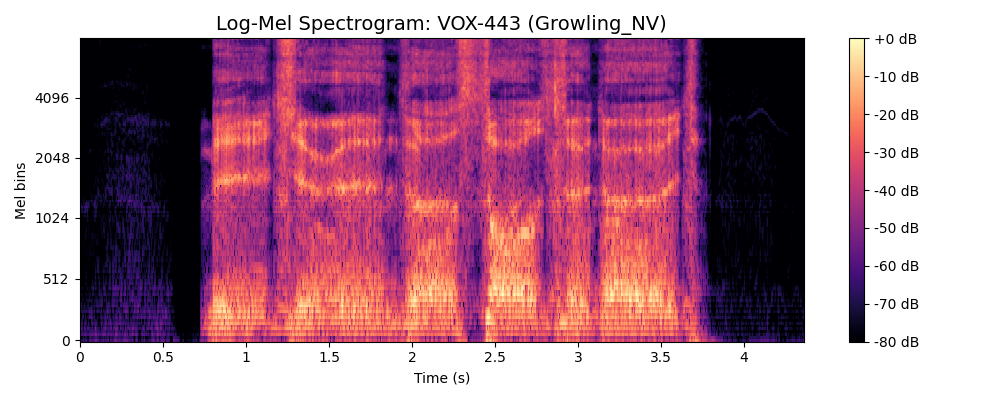 Log-Mel Spectrogram: VOX-443 (Growling_NV)
+0 dB
-10 dB
-20 dB
-30 dB
-40 dB
-50 dB
-60 dB
-70 dB
-80 dB
Mel bins
4096
2048
1024
512
0
0 0.5 1 1.5 2 2.5 3 3.5 4
Time (s)